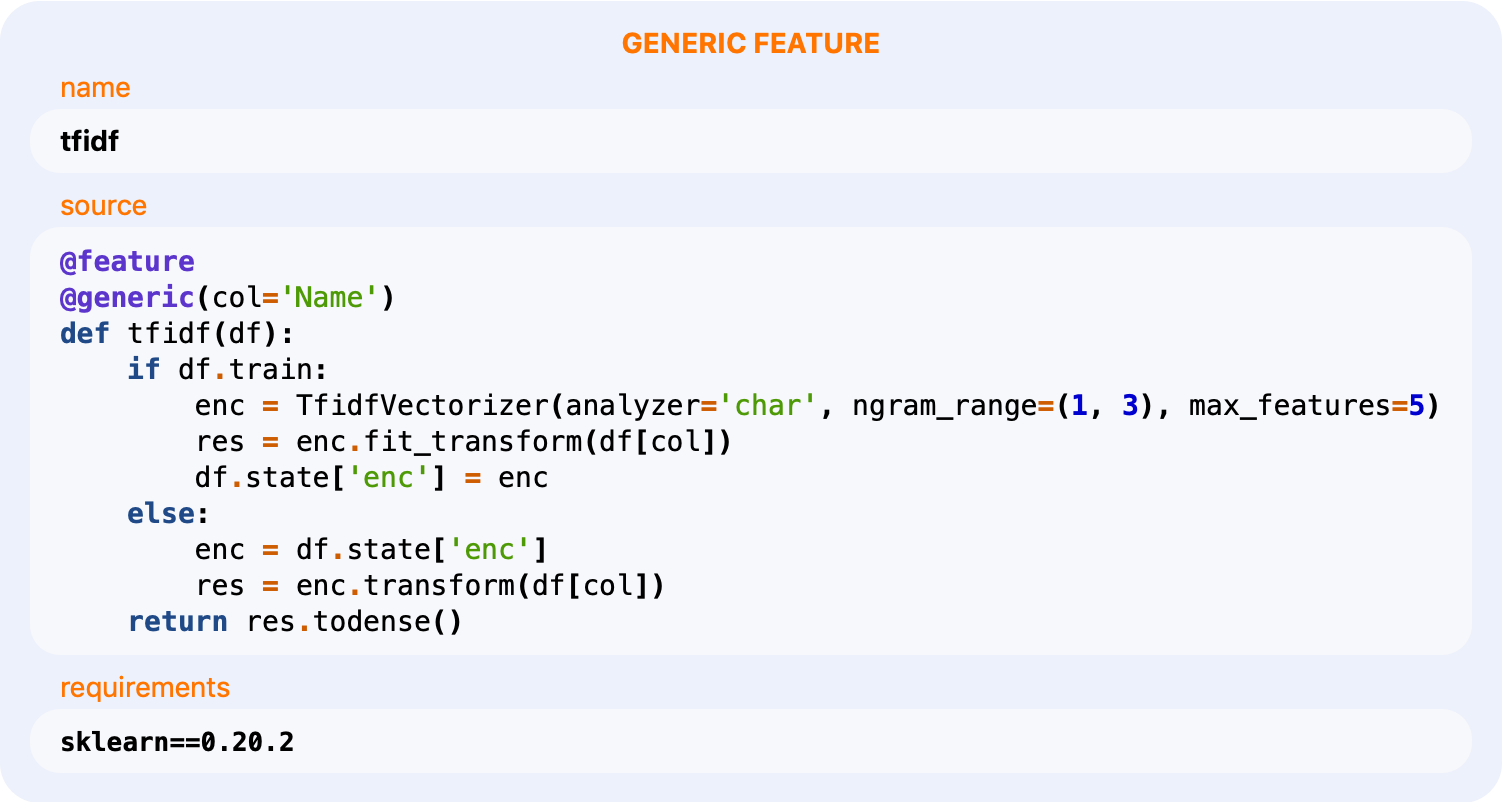 GENERIC FEATURE
name
tfidf
source
@feature
@generic(col='Name')
def tfidf(df):
    if df.train:
        enc = TfidfVectorizer(analyzer='char', ngram_range=(1, 3), max_features=5)
        res = enc.fit_transform(df[col])
        df.state['enc'] = enc
    else:
        enc = df.state['enc']
        res = enc.transform(df[col])
    return res.todense()
requirements
sklearn==0.20.2